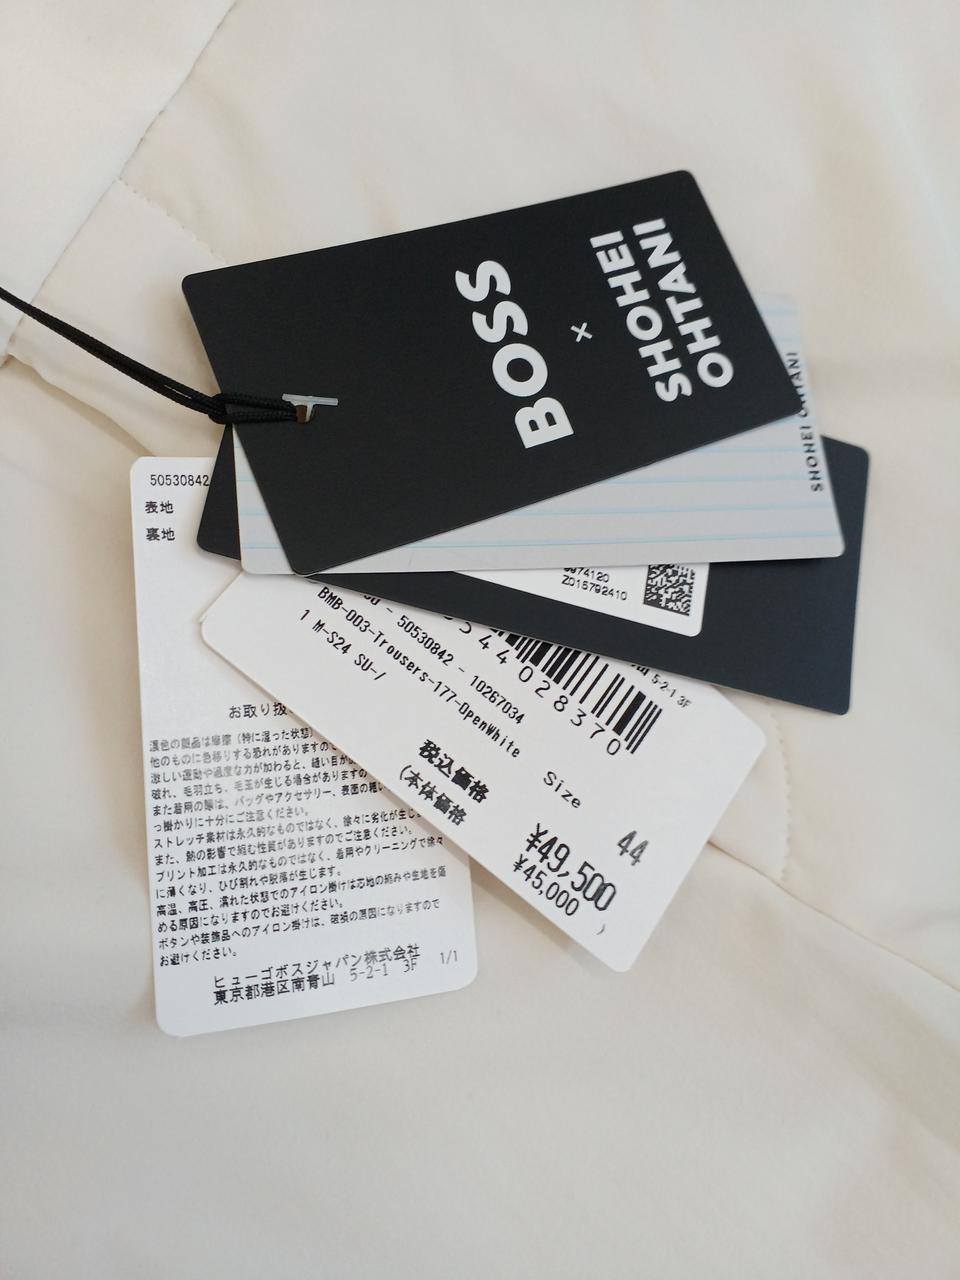 BOSS
×
SHOHEI
OHTANI
SHOHEI OHTANI
50530842
表地
裏地
お取り扱
濃色の製品は摩擦(特に湿った状態)
他のものに色移りする恐れがありますので
激しい運動や過度な力が加わると、縫い目が
破れ、毛羽立ち、毛玉が生じる場合がありますの
また着用の際は、バッグやアクセサリー、表面の粗い
っ掛かりに十分にご注意ください。
ストレッチ素材は永久的なものではなく、徐々に劣化が生じ
また、熱の影響で縮む性質がありますのでご注意ください。
プリント加工は永久的なものではなく、着用やクリーニングで徐々
に薄くなり、ひび割れや脱落が生じます。
高温、高圧、濡れた状態でのアイロン掛けは芯地の縮みや生地を傷
める原因になりますのでお避けください。
ボタンや装飾品へのアイロン掛けは、破損の原因になりますので
お避けください。
ヒューゴボスジャパン株式会社
東京都港区南青山 5-2-1 3F
1/1
974120
Z015792410
5-2-1 3F
544028370
- 50530842 - 10267034
BMB-003-Trousers-177-OpenWhite
1 M-S24 SU-/
Size 44
税込価格 ¥49,500
(本体価格 ¥45,000 )